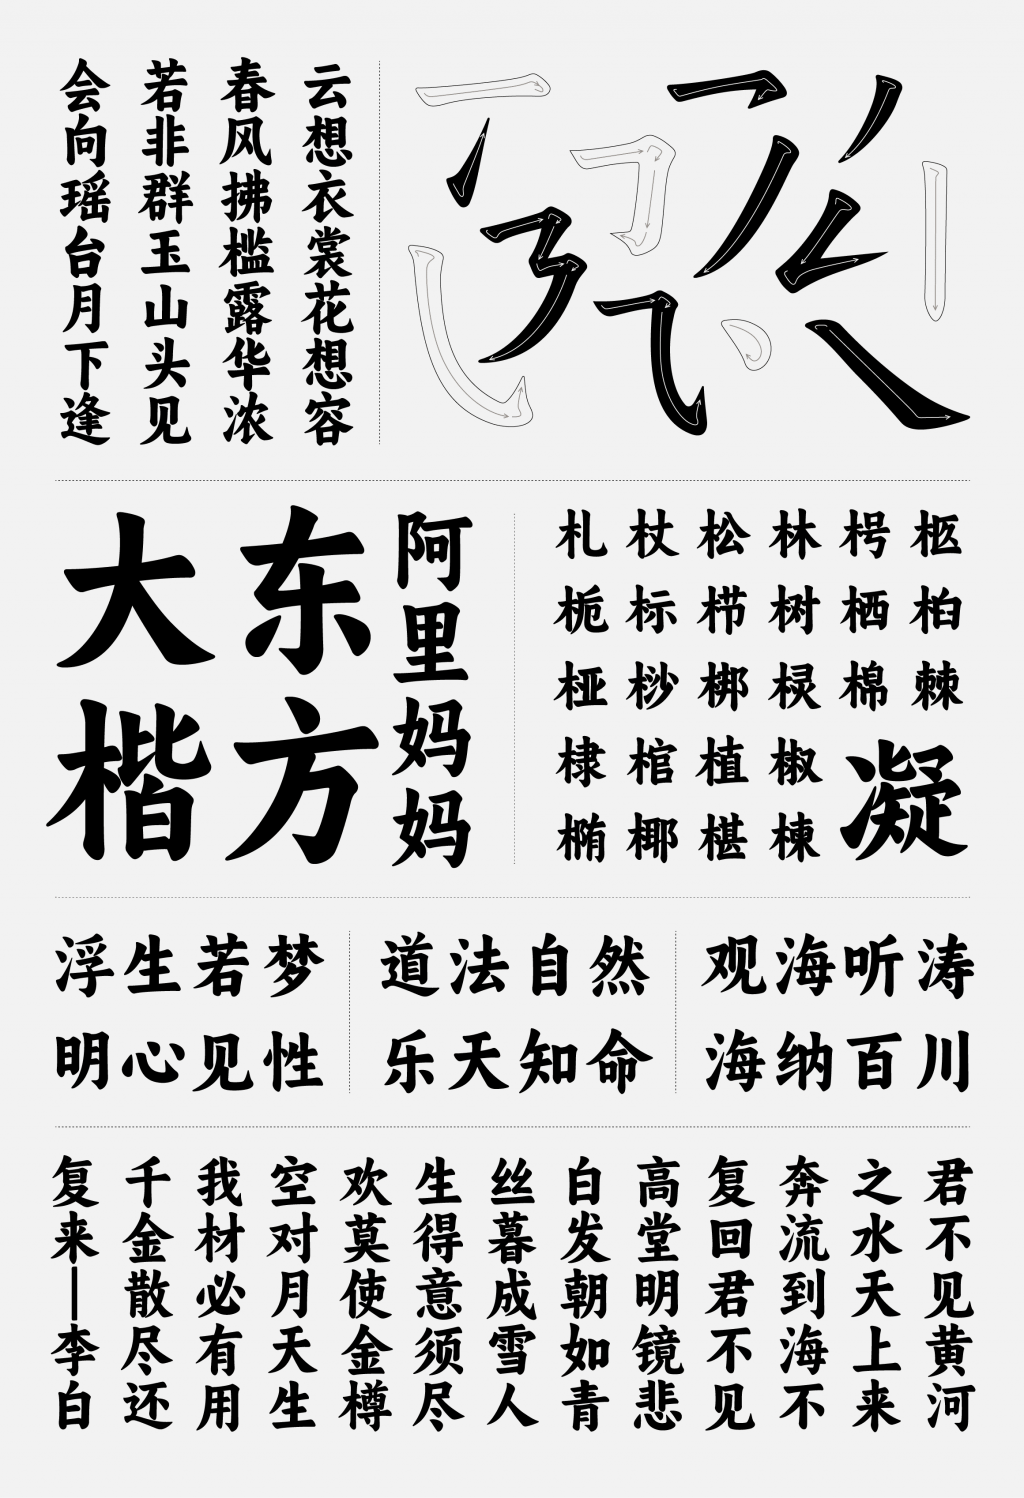 云想衣裳花想容
春风拂槛露华浓
若非群玉山头见
会向瑶台月下逢
阿里妈妈
东方
大楷
札杖松林枵柩
栀标栉树栖柏
桠桫梆棂棉棘
棣棺植椒
椭椰椹楝
凝
浮生若梦
明心见性
道法自然
乐天知命
观海听涛
海纳百川
君不见黄河
之水天上来
奔流到海不
复回君不见
高堂明镜悲
白发朝如青
丝暮成雪人
生得意须尽
欢莫使金樽
空对月天生
我材必有用
千金散尽还
复来—李白